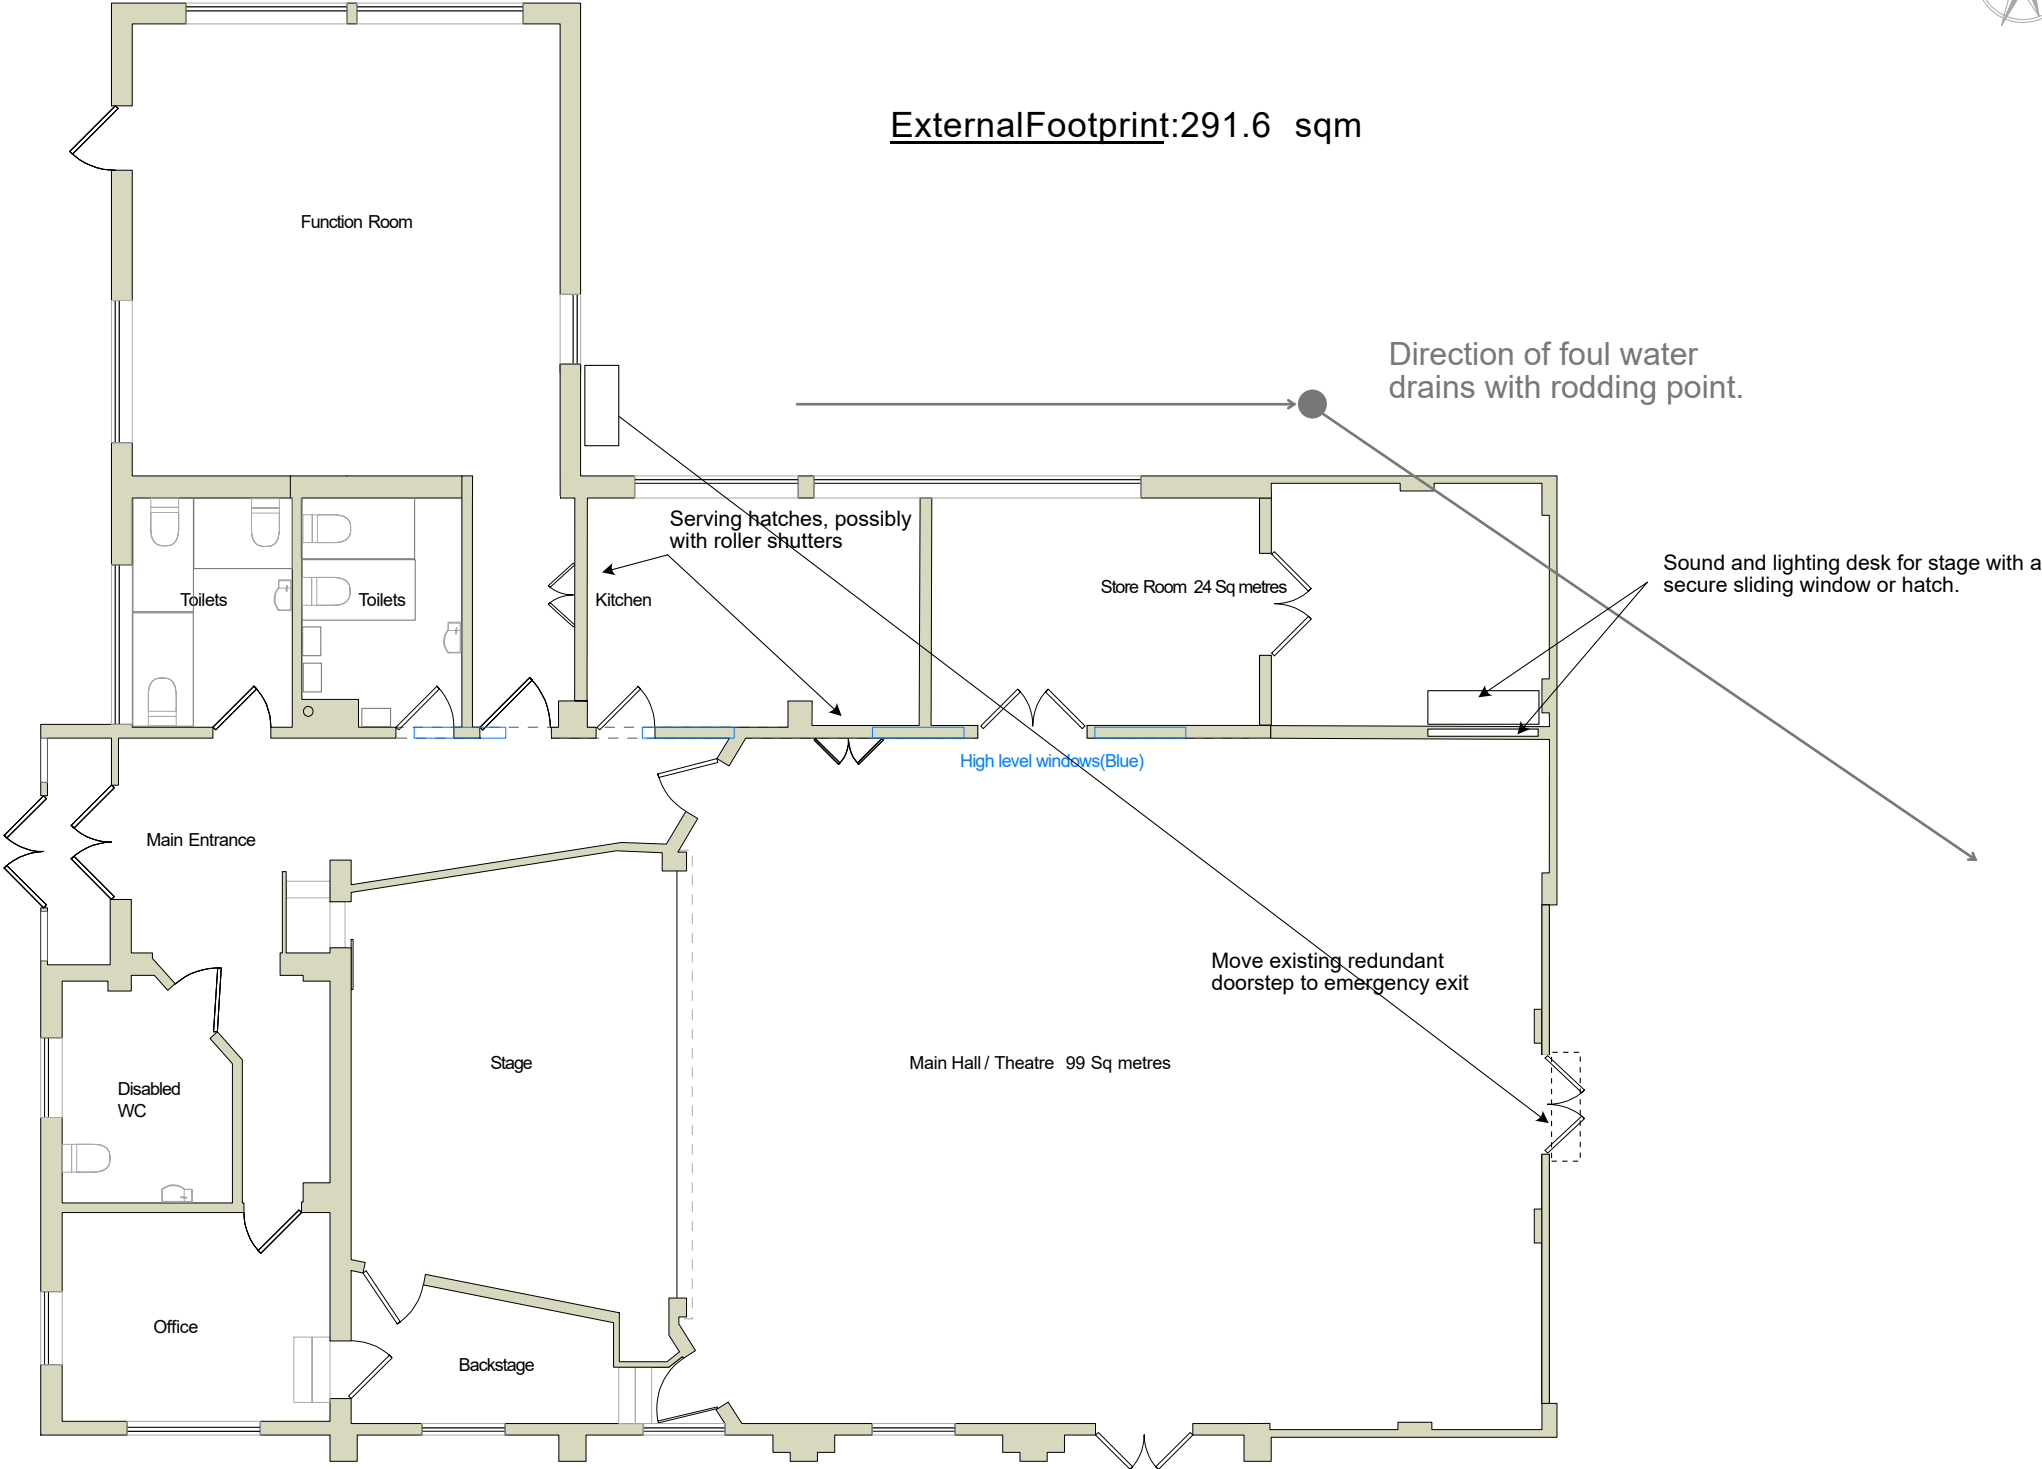 ExternalFootprint:291.6 sqm
Function Room
Direction of foul water
drains with rodding point.
Serving hatches, possibly
with roller shutters
Sound and lighting desk for stage with a
secure sliding window or hatch.
Store Room 24 Sq metres
Toilets
Toilets
Kitchen
High level windows(Blue)
Main Entrance
Move existing redundant
doorstep to emergency exit
Stage
Main Hall / Theatre 99 Sq metres
Disabled
WC
Office
Backstage